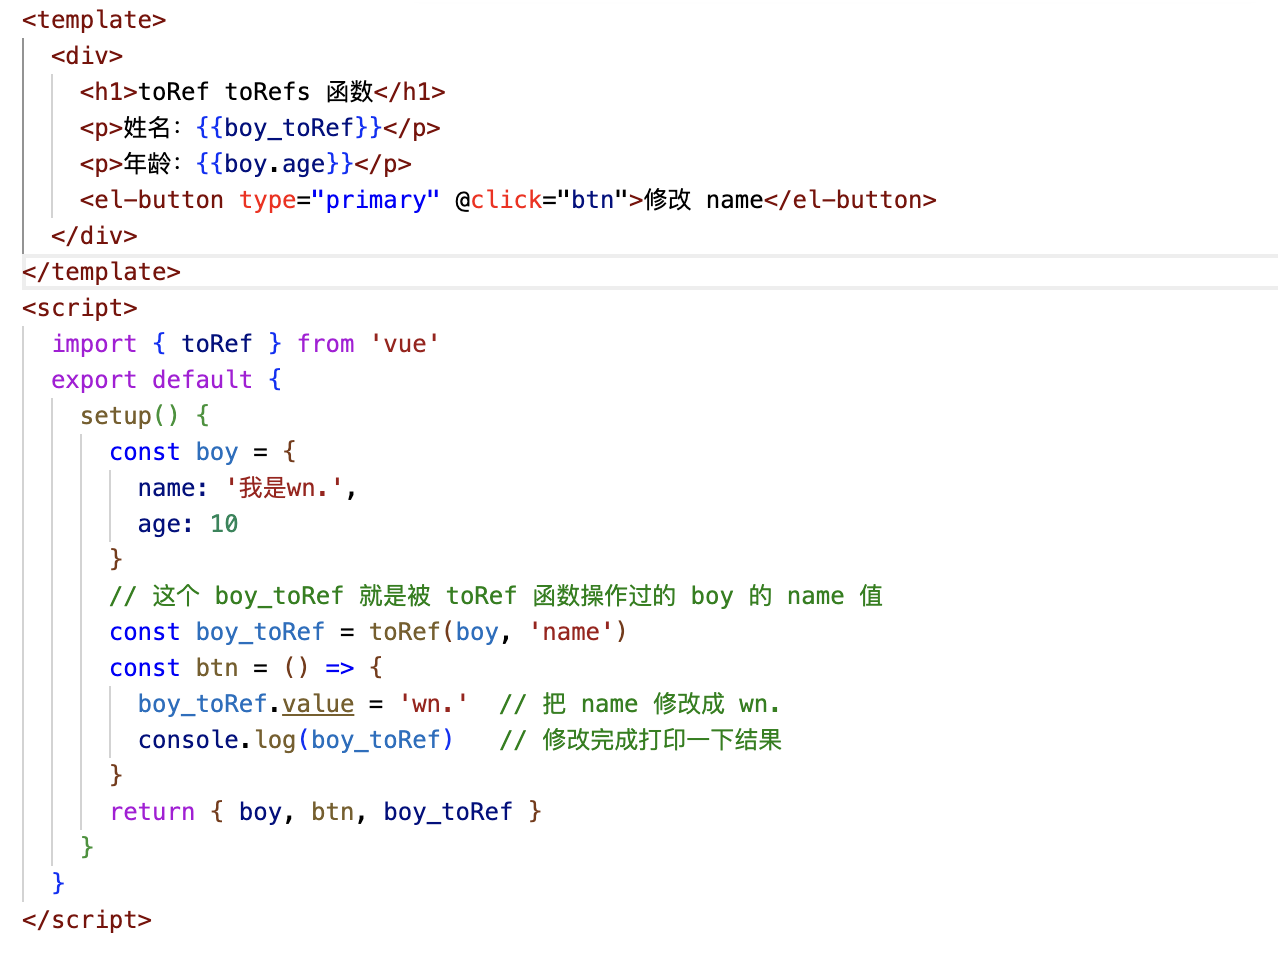 <template>
  <div>
    <h1>toRef toRefs 函数</h1>
    <p>姓名：{{boy_toRef}}</p>
    <p>年龄：{{boy.age}}</p>
    <el-button type="primary" @click="btn">修改 name</el-button>
  </div>
</template>
<script>
  import { toRef } from 'vue'
  export default {
    setup() {
      const boy = {
        name: '我是wn.',
        age: 10
      }
      // 这个 boy_toRef 就是被 toRef 函数操作过的 boy 的 name 值
      const boy_toRef = toRef(boy, 'name')
      const btn = () => {
        boy_toRef.value = 'wn.'  // 把 name 修改成 wn.
        console.log(boy_toRef)   // 修改完成打印一下结果
      }
      return { boy, btn, boy_toRef }
    }
  }
</script>